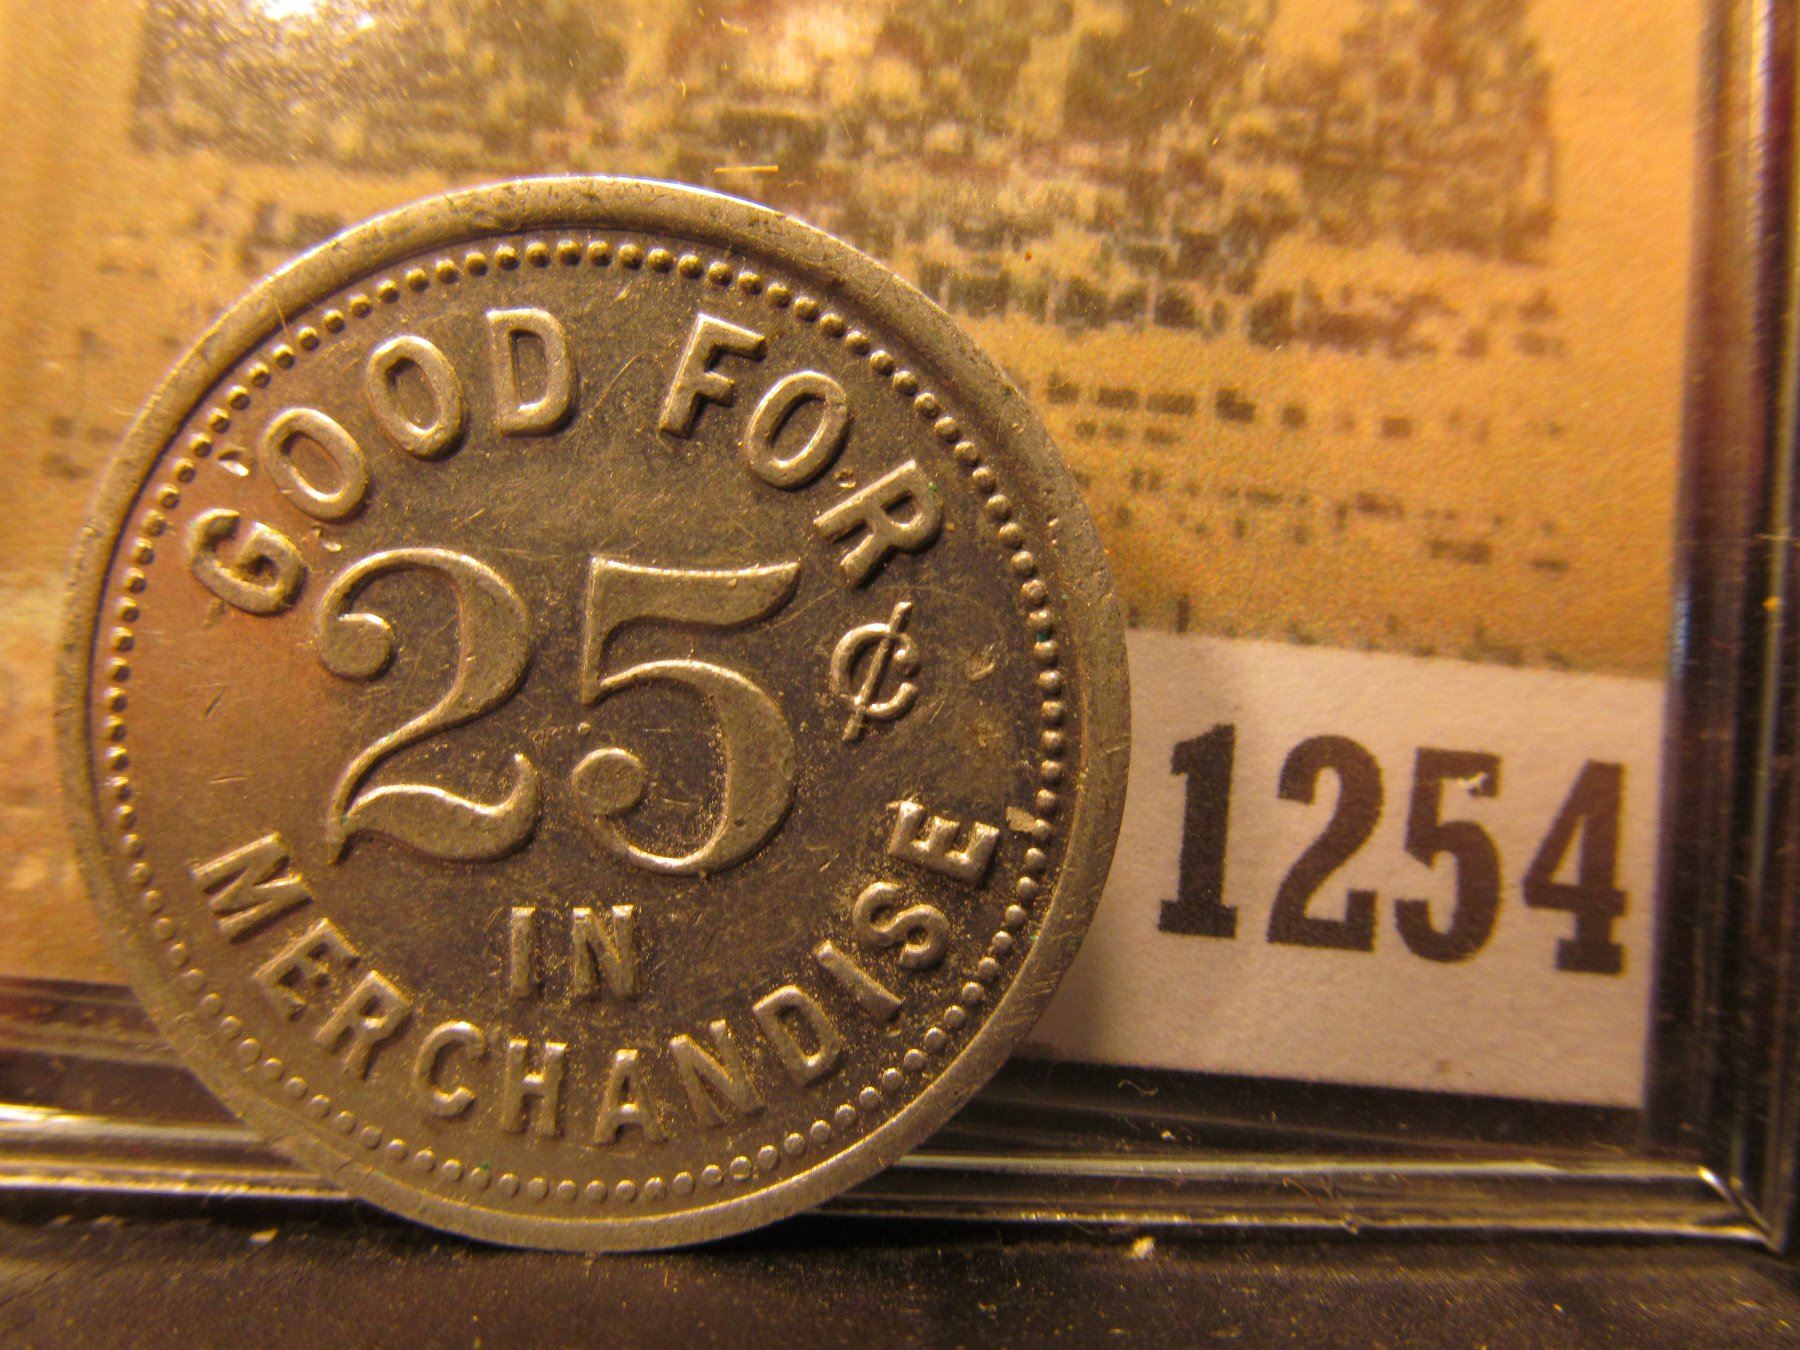 GOOD FOR
25 ¢
IN
MERCHANDISE
1254